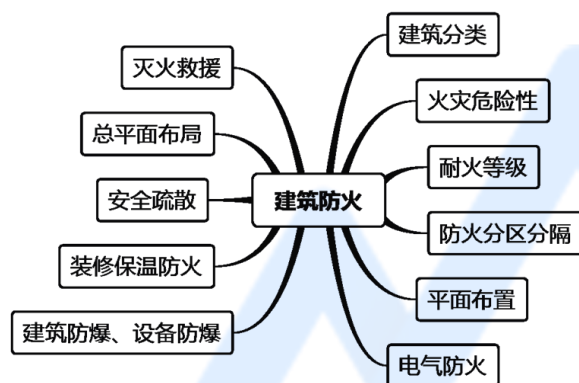 建筑分类
灭火救援
火灾危险性
总平面布局
耐火等级
安全疏散
建筑防火
防火分区分隔
装修保温防火
平面布置
建筑防爆、设备防爆
电气防火